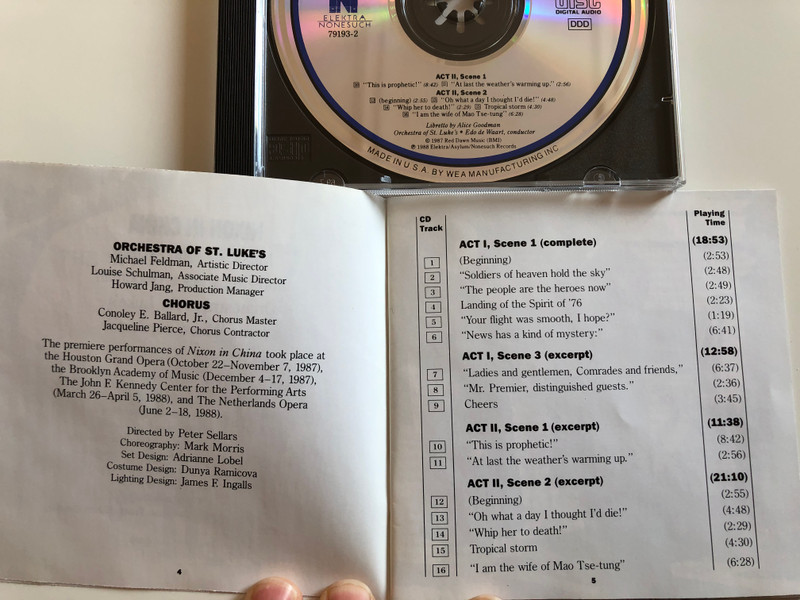 ELEKTRA
NONESUCH
79193-2
DISC
DIGITAL AUDIO
DDD
ACT II, Scene 1
10 "This is prophetic!" (8:42) 11 "At last the weather's warming up." (2:56)
ACT II, Scene 2
12 (beginning) (2:55) 13 "Oh what a day I thought I'd die!" (4:48)
14 "Whip her to death!" (2:29) 15 Tropical storm (4:30)
16 "I am the wife of Mao Tse-tung" (6:28)
Libretto by Alice Goodman
Orchestra of St. Luke's • Edo de Waart, conductor
© 1987 Red Dawn Music (BMI)
℗ 1988 Elektra/Asylum/Nonesuch Records
MADE IN U S A BY WEA MANUFACTURING INC
ORCHESTRA OF ST. LUKE'S
Michael Feldman, Artistic Director
Louise Schulman, Associate Music Director
Howard Jang, Production Manager
CHORUS
Conoley E. Ballard, Jr., Chorus Master
Jacqueline Pierce, Chorus Contractor
The premiere performances of Nixon in China took place at
the Houston Grand Opera (October 22–November 7, 1987),
the Brooklyn Academy of Music (December 4–17, 1987),
The John F. Kennedy Center for the Performing Arts
(March 26–April 5, 1988), and The Netherlands Opera
(June 2–18, 1988).
Directed by Peter Sellars
Choreography: Mark Morris
Set Design: Adrianne Lobel
Costume Design: Dunya Ramicova
Lighting Design: James F. Ingalls
4
CD
Track
Playing
Time
ACT I, Scene 1 (complete) (18:53)
1 (Beginning) (2:53)
2 "Soldiers of heaven hold the sky" (2:48)
3 "The people are the heroes now" (2:49)
4 Landing of the Spirit of '76 (2:23)
5 "Your flight was smooth, I hope?" (1:19)
6 "News has a kind of mystery:" (6:41)
ACT I, Scene 3 (excerpt) (12:58)
7 "Ladies and gentlemen, Comrades and friends," (6:37)
8 "Mr. Premier, distinguished guests." (2:36)
9 Cheers (3:45)
ACT II, Scene 1 (excerpt) (11:38)
10 "This is prophetic!" (8:42)
11 "At last the weather's warming up." (2:56)
ACT II, Scene 2 (excerpt) (21:10)
12 (Beginning) (2:55)
13 "Oh what a day I thought I'd die!" (4:48)
14 "Whip her to death!" (2:29)
15 Tropical storm (4:30)
16 "I am the wife of Mao Tse-tung" (6:28)
5